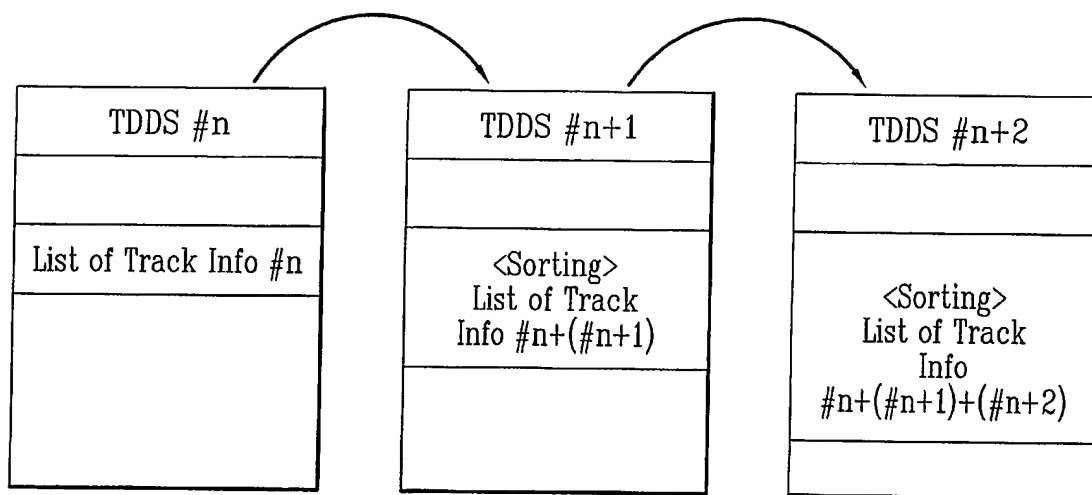 TDDS #n
List of Track Info #n
TDDS #n+1
<Sorting>
List of Track
Info #n+(#n+1)
TDDS #n+2
<Sorting>
List of Track
Info
#n+(#n+1)+(#n+2)